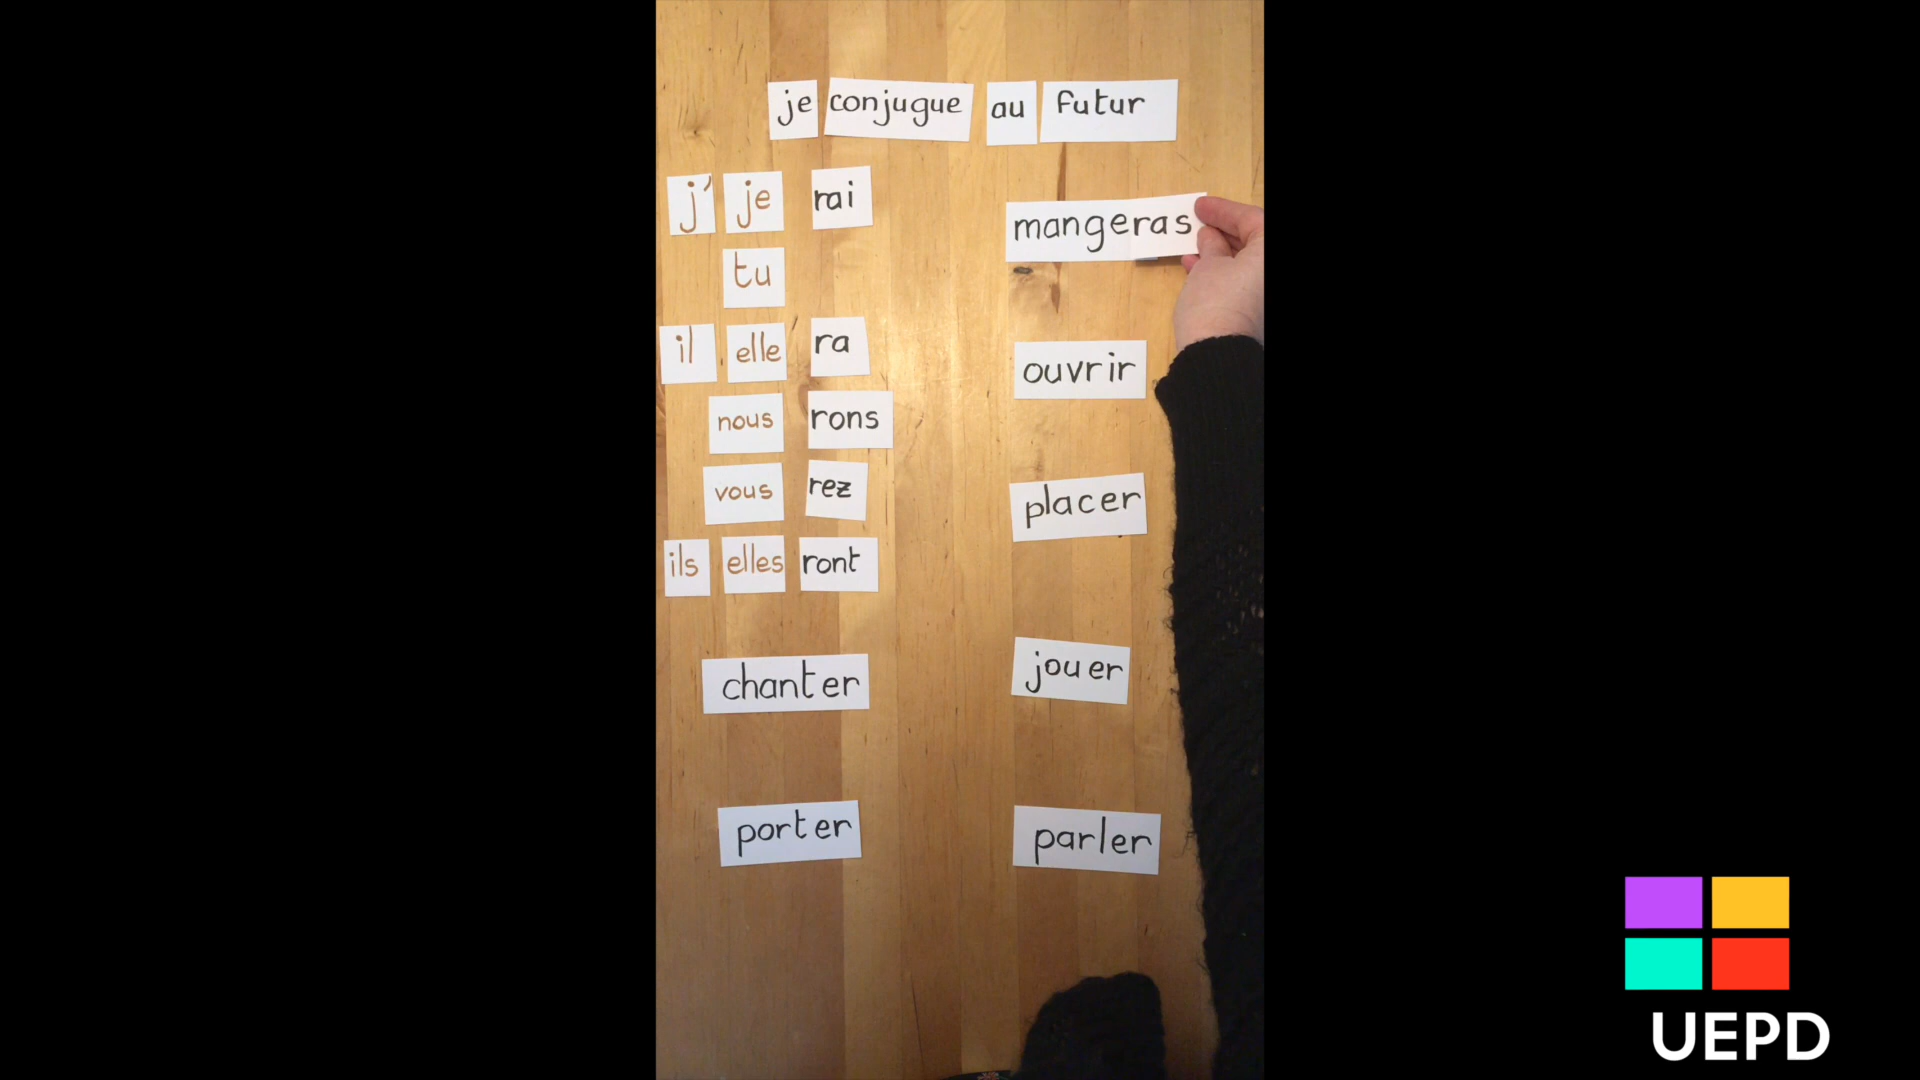 je conjugue au futur
j' je rai
mangeras
tu
il elle ra
ouvrir
nous rons
vous rez
placer
ils elles ront
chanter
jouer
porter
parler
UEPD